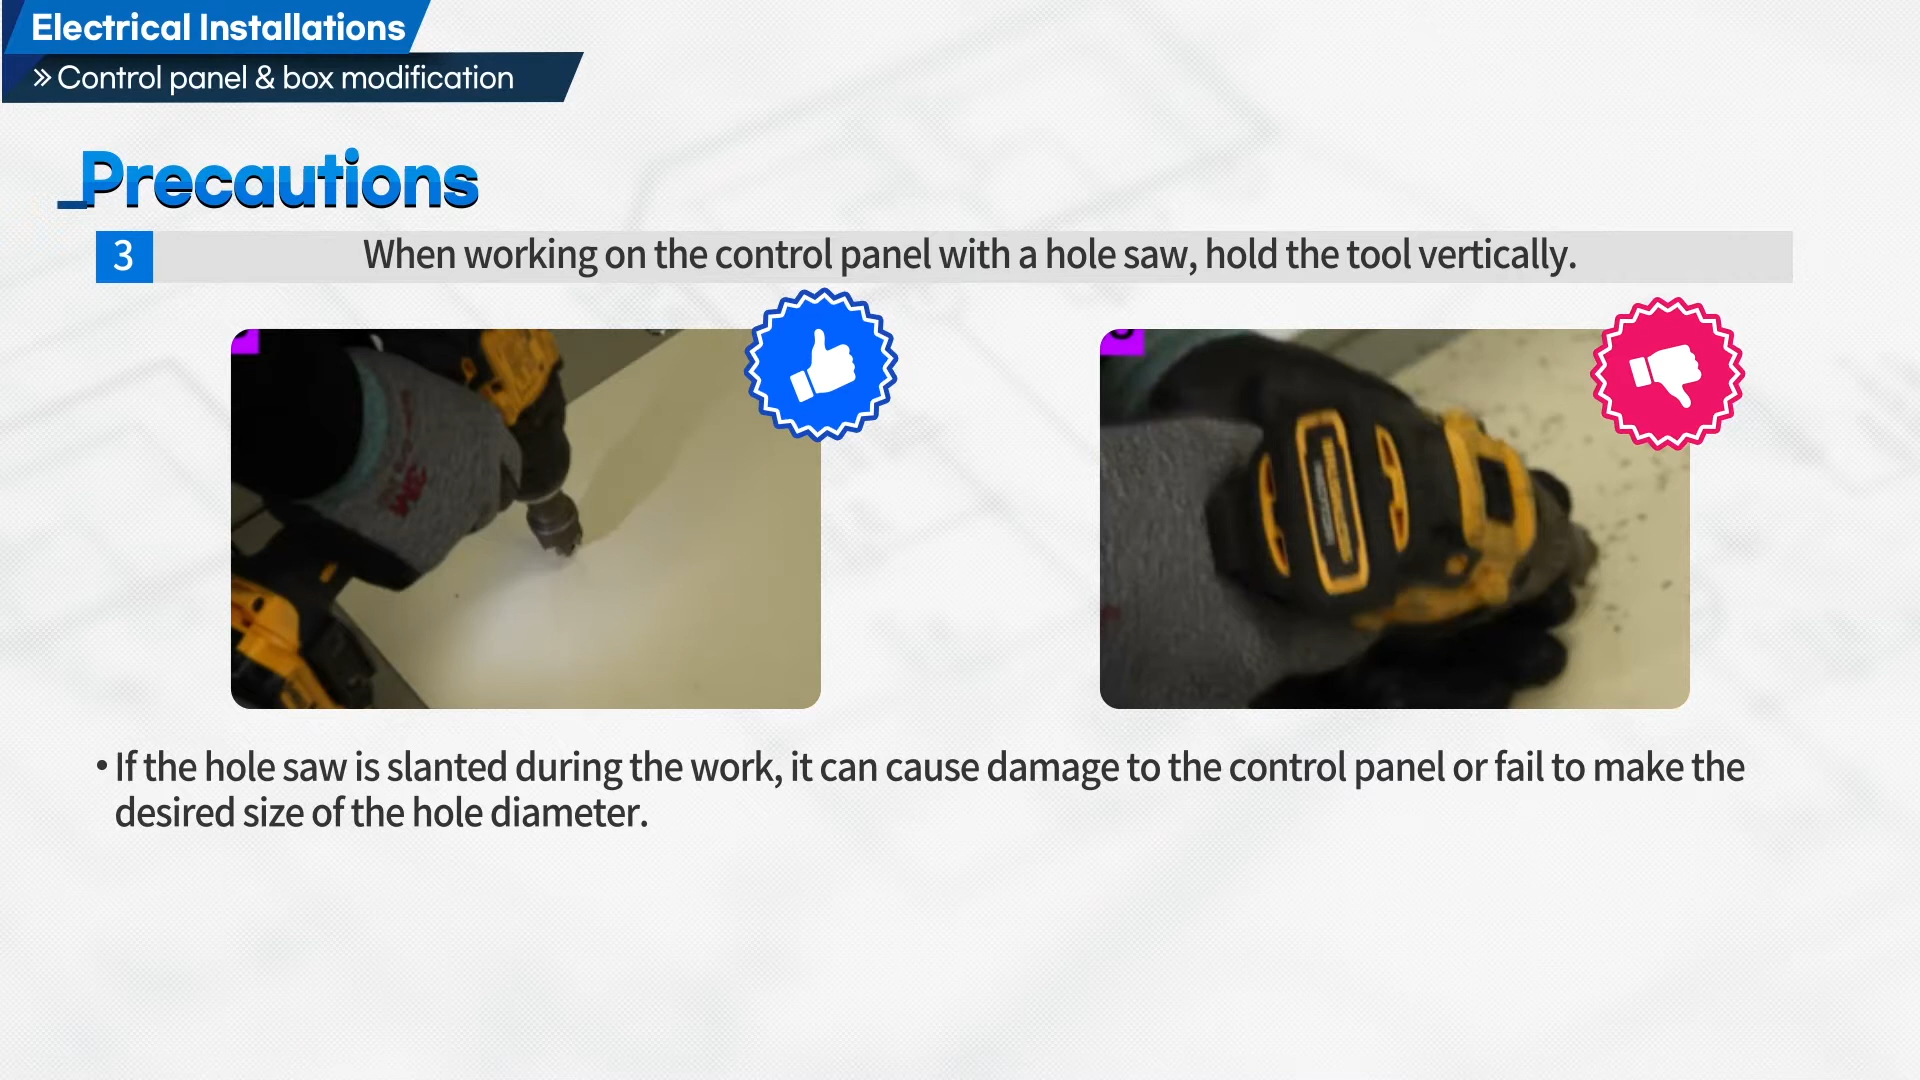 Electrical Installations
» Control panel & box modification
_Precautions
3 When working on the control panel with a hole saw, hold the tool vertically.
3M
• If the hole saw is slanted during the work, it can cause damage to the control panel or fail to make the
desired size of the hole diameter.